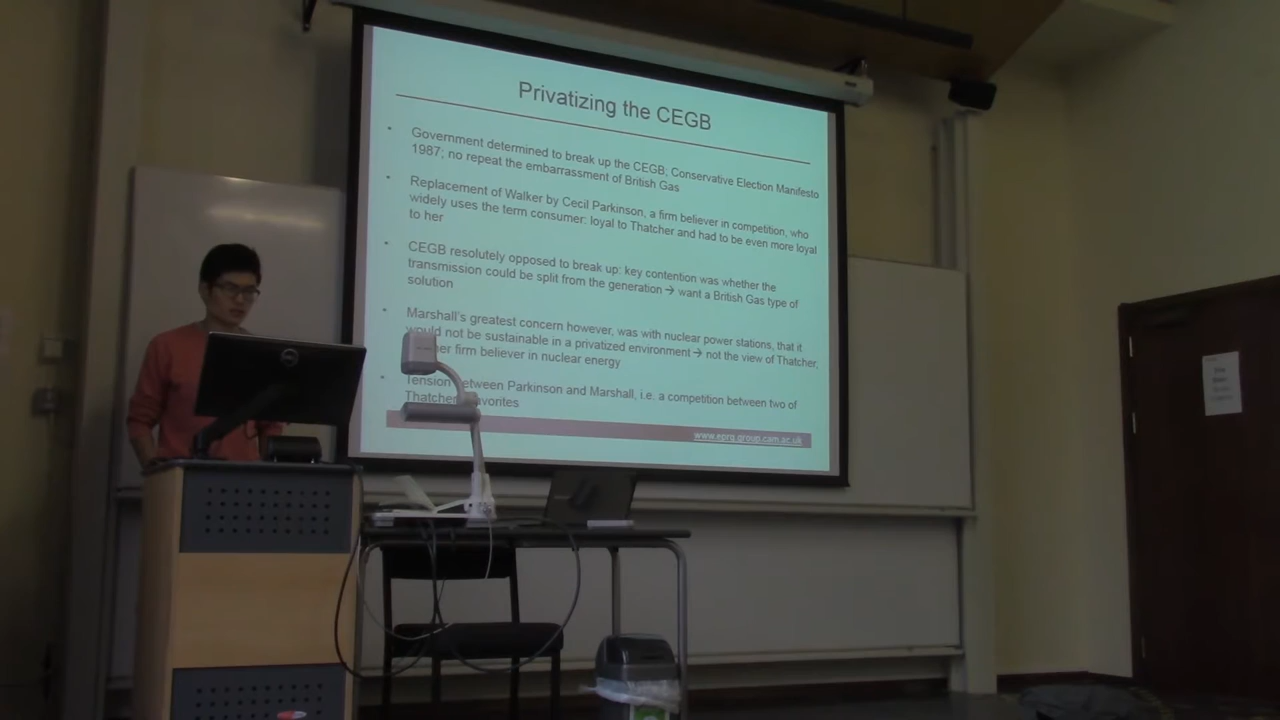 Privatizing the CEGB
• Government determined to break up the CEGB; Conservative Election Manifesto
1987; no repeat the embarrassment of British Gas
• Replacement of Walker by Cecil Parkinson, a firm believer in competition, who
widely uses the term consumer: loyal to Thatcher and had to be even more loyal
to her
• CEGB resolutely opposed to break up: key contention was whether the
transmission could be split from the generation → want a British Gas type of
solution
• Marshall's greatest concern however, was with nuclear power stations, that it
would not be sustainable in a privatized environment → not the view of Thatcher,
firm believer in nuclear energy
• Tension between Parkinson and Marshall, i.e. a competition between two of
Thatcher favorites
www.eprg.group.cam.ac.uk
DELL